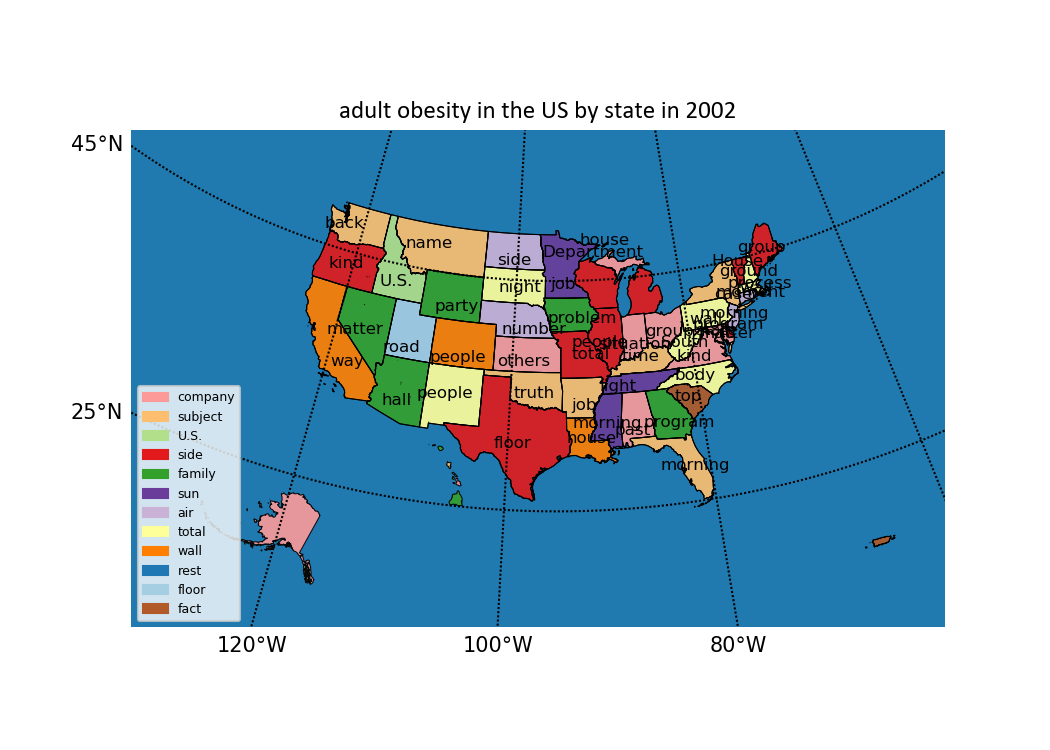 adult obesity in the US by state in 2002
45°N
25°N
120°W
100°W
80°W
company
subject
U.S.
side
family
sun
air
total
wall
rest
floor
fact
back
name
kind
U.S.
side
Department
house
night
job
party
matter
road
number
problem
way
people
others
people
total
hall
people
truth
job
floor
house
morning
past
program
morning
top
body
kind
time
night
situation
group
south
morning
program
group
House
ground
process